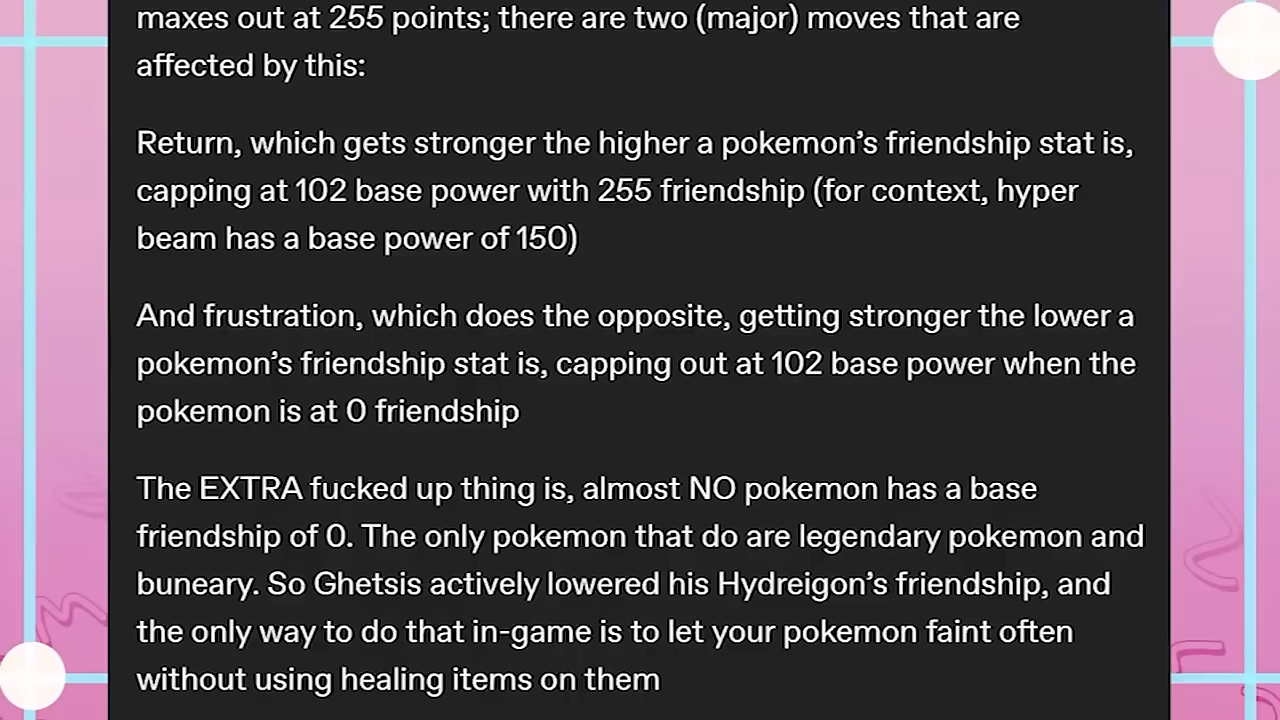 maxes out at 255 points; there are two (major) moves that are
affected by this:
Return, which gets stronger the higher a pokemon’s friendship stat is,
capping at 102 base power with 255 friendship (for context, hyper
beam has a base power of 150)
And frustration, which does the opposite, getting stronger the lower a
pokemon’s friendship stat is, capping out at 102 base power when the
pokemon is at 0 friendship
The EXTRA fucked up thing is, almost NO pokemon has a base
friendship of 0. The only pokemon that do are legendary pokemon and
buneary. So Ghetsis actively lowered his Hydreigon’s friendship, and
the only way to do that in-game is to let your pokemon faint often
without using healing items on them